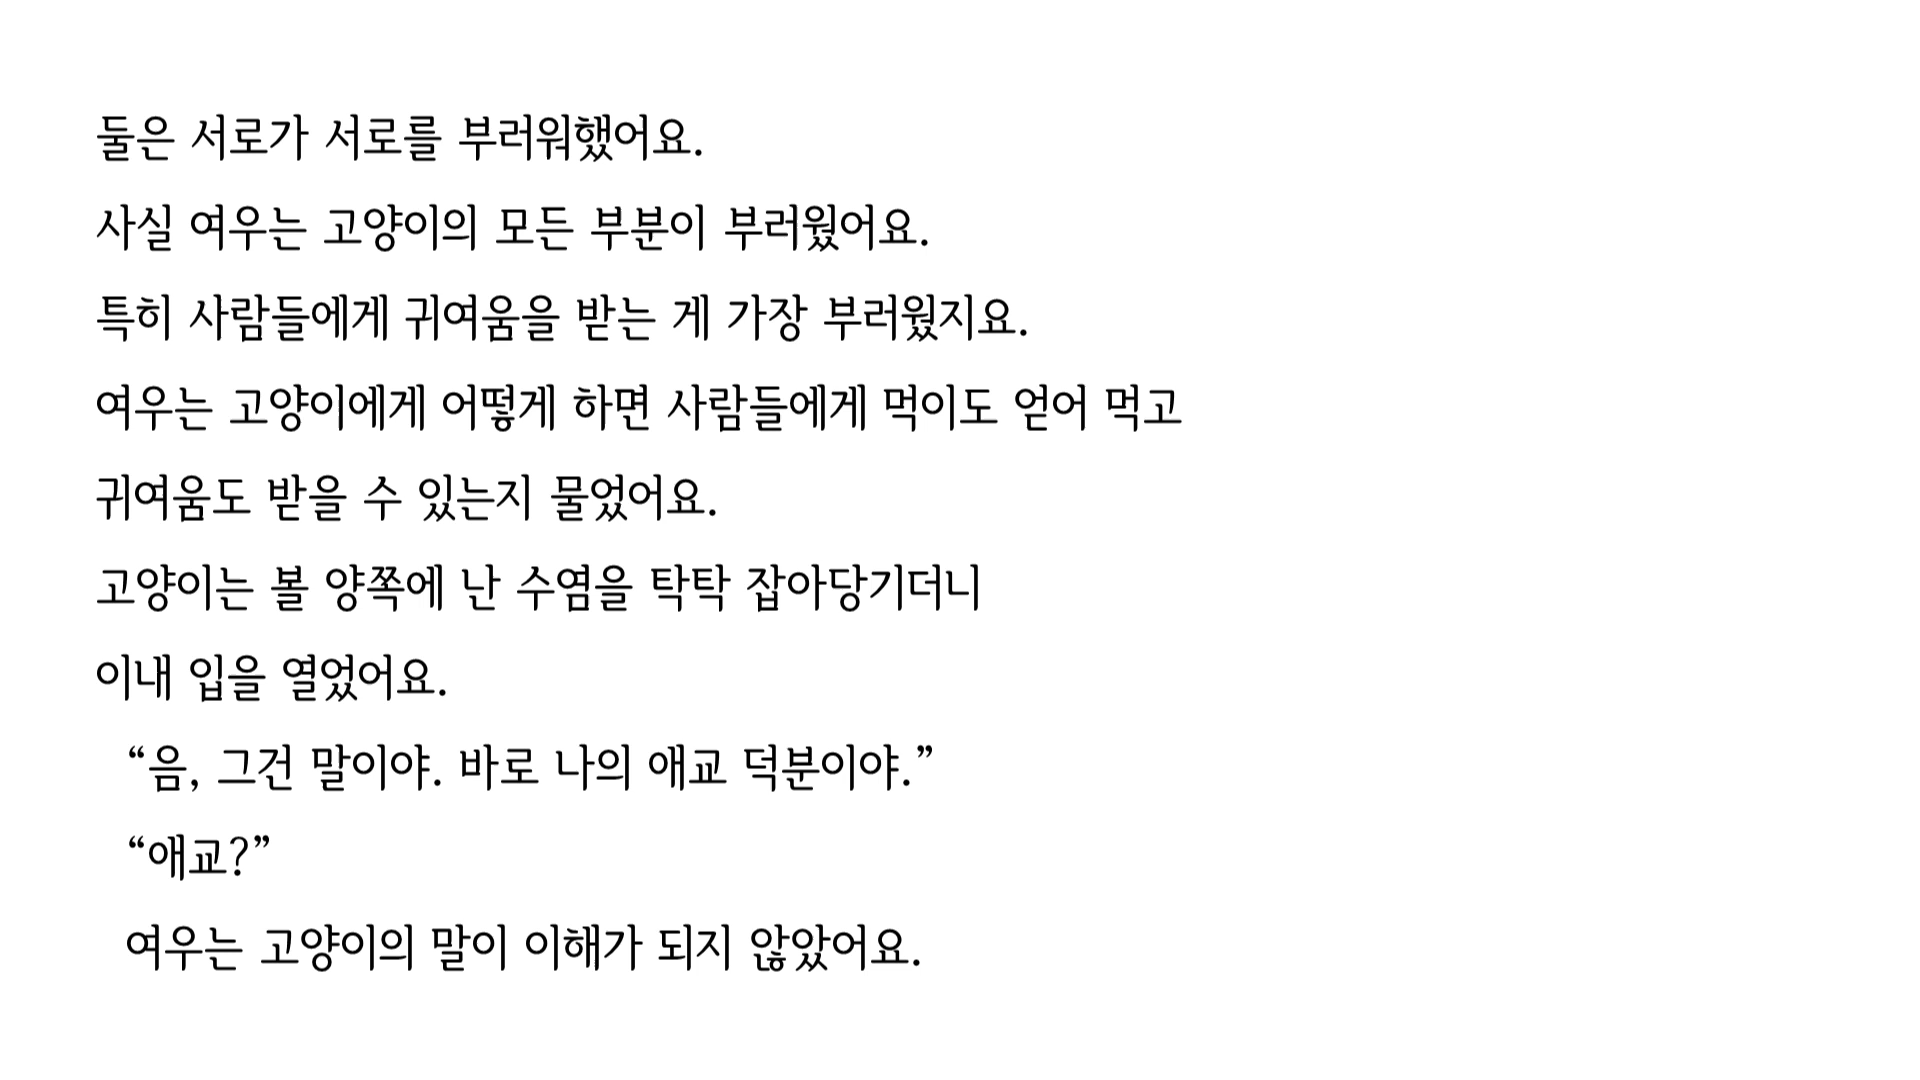 둘은 서로가 서로를 부러워했어요.
사실 여우는 고양이의 모든 부분이 부러웠어요.
특히 사람들에게 귀여움을 받는 게 가장 부러웠지요.
여우는 고양이에게 어떻게 하면 사람들에게 먹이도 얻어 먹고
귀여움도 받을 수 있는지 물었어요.
고양이는 볼 양쪽에 난 수염을 탁탁 잡아당기더니
이내 입을 열었어요.
“음, 그건 말이야. 바로 나의 애교 덕분이야.”
“애교?”
여우는 고양이의 말이 이해가 되지 않았어요.